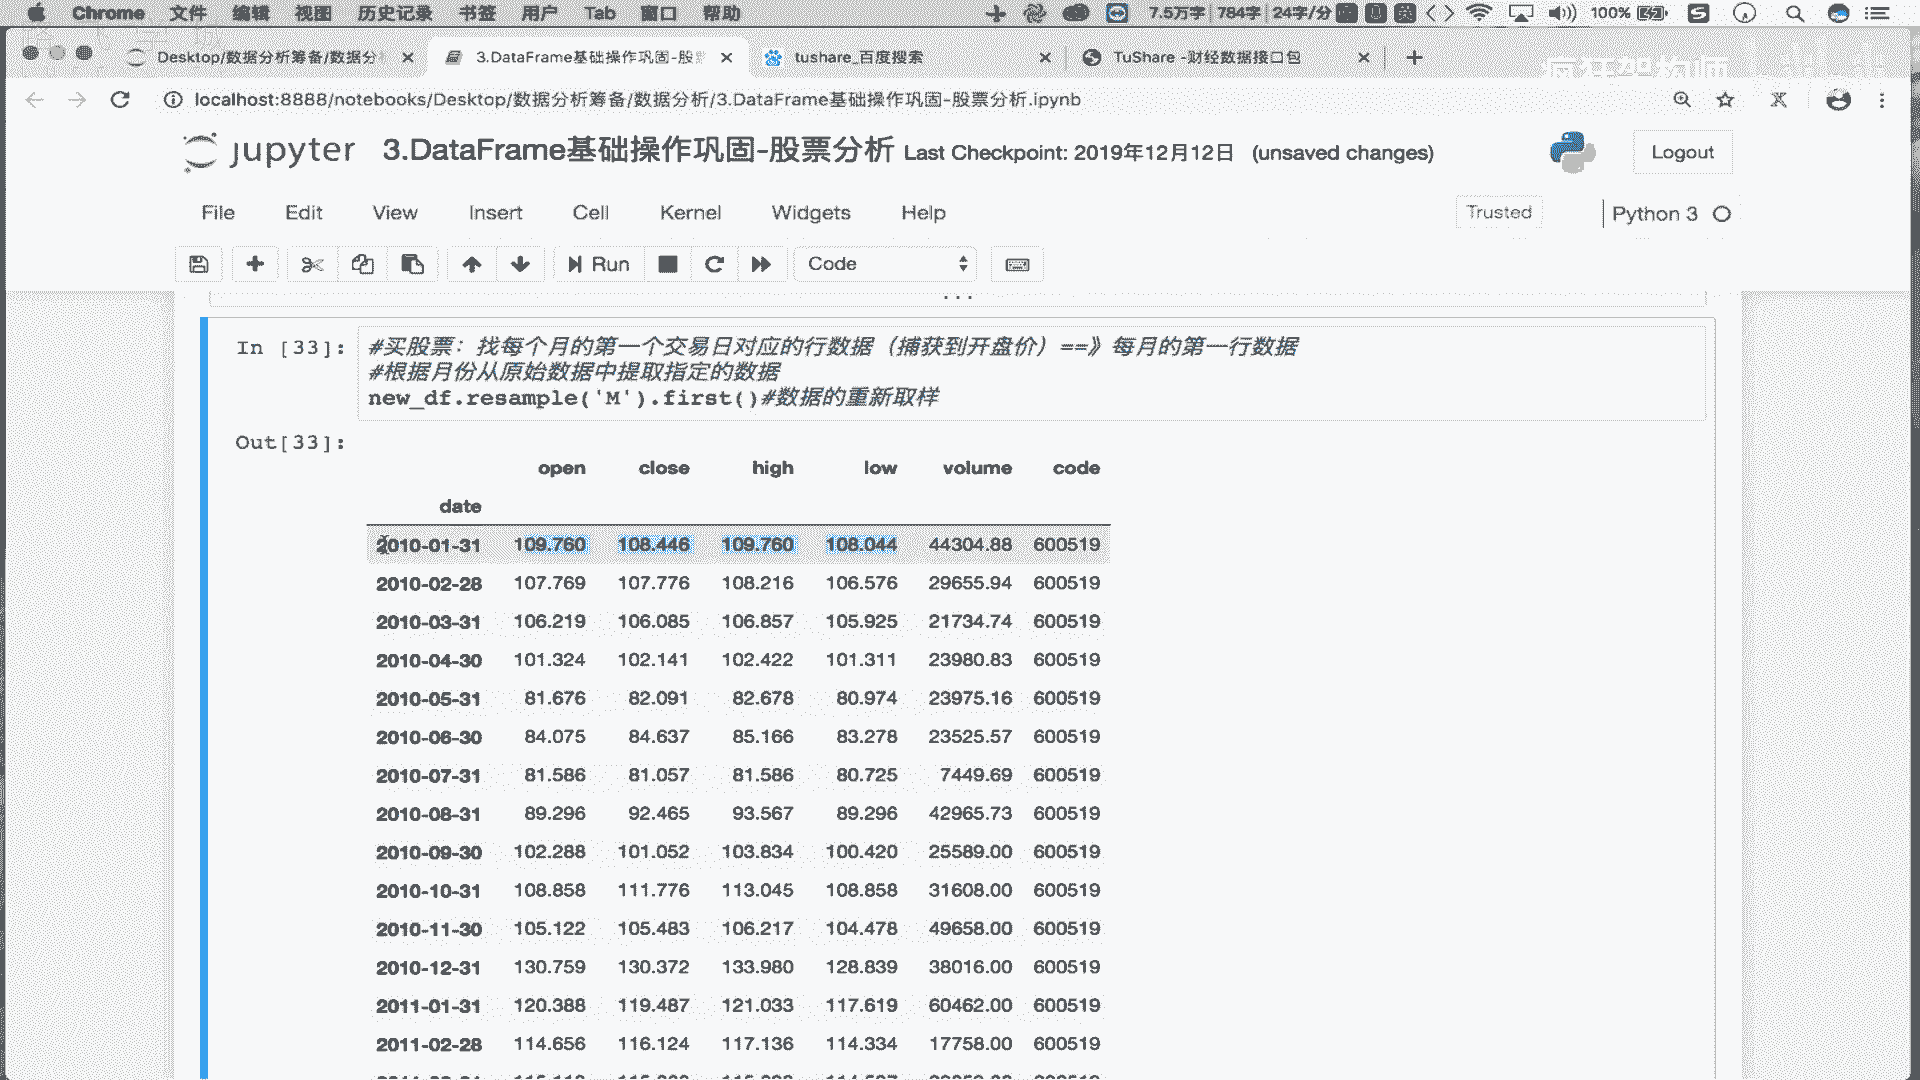 Chrome 文件 编辑 视图 历史记录 书签 用户 Tab 窗口 帮助 7.5万字 784字 24字/分 100%
Desktop/数据分析筹备/数据分 3.DataFrame基础操作巩固-股票 tushare_百度搜索 TuShare -财经数据接口包
疯狂架构师
localhost:8888/notebooks/Desktop/数据分析筹备/数据分析/3.DataFrame基础操作巩固-股票分析.ipynb
jupyter 3.DataFrame基础操作巩固-股票分析 Last Checkpoint: 2019年12月12日 (unsaved changes) Logout
File Edit View Insert Cell Kernel Widgets Help Trusted Python 3
Run Code
In [33]: #买股票：找每个月的第一个交易日对应的行数据（捕获到开盘价）==》每月的第一行数据
#根据月份从原始数据中提取指定的数据
new_df.resample('M').first()#数据的重新取样
Out[33]:
open close high low volume code
date
2010-01-31 109.760 108.446 109.760 108.044 44304.88 600519
2010-02-28 107.769 107.776 108.216 106.576 29655.94 600519
2010-03-31 106.219 106.085 106.857 105.925 21734.74 600519
2010-04-30 101.324 102.141 102.422 101.311 23980.83 600519
2010-05-31 81.676 82.091 82.678 80.974 23975.16 600519
2010-06-30 84.075 84.637 85.166 83.278 23525.57 600519
2010-07-31 81.586 81.057 81.586 80.725 7449.69 600519
2010-08-31 89.296 92.465 93.567 89.296 42965.73 600519
2010-09-30 102.288 101.052 103.834 100.420 25589.00 600519
2010-10-31 108.858 111.776 113.045 108.858 31608.00 600519
2010-11-30 105.122 105.483 106.217 104.478 49658.00 600519
2010-12-31 130.759 130.372 133.980 128.839 38016.00 600519
2011-01-31 120.388 119.487 121.033 117.619 60462.00 600519
2011-02-28 114.656 116.124 117.136 114.334 17758.00 600519